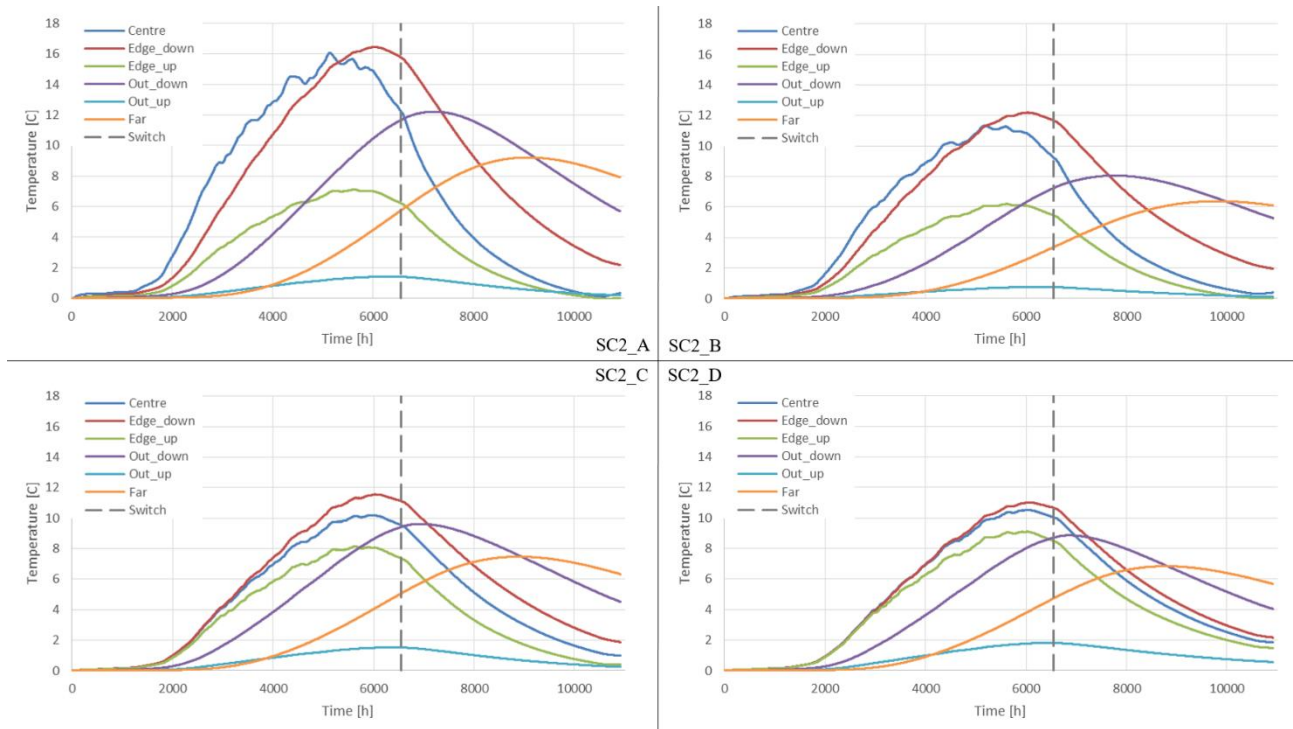 18
16
14
12
10
8
6
4
2
0
Temperature [C]
Centre
Edge_down
Edge_up
Out_down
Out_up
Far
Switch
0 2000 4000 6000 8000 10000
Time [h]
SC2_A
18
16
14
12
10
8
6
4
2
0
Temperature [C]
Centre
Edge_down
Edge_up
Out_down
Out_up
Far
Switch
0 2000 4000 6000 8000 10000
Time [h]
SC2_B
SC2_C
18
16
14
12
10
8
6
4
2
0
Temperature [C]
Centre
Edge_down
Edge_up
Out_down
Out_up
Far
Switch
0 2000 4000 6000 8000 10000
Time [h]
SC2_D
18
16
14
12
10
8
6
4
2
0
Temperature [C]
Centre
Edge_down
Edge_up
Out_down
Out_up
Far
Switch
0 2000 4000 6000 8000 10000
Time [h]